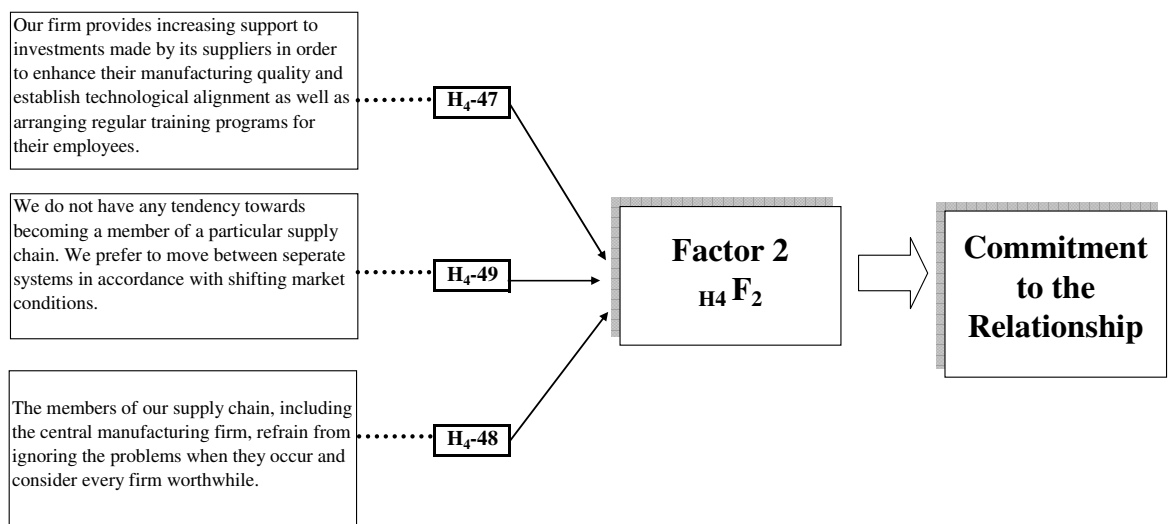 Our firm provides increasing support to
investments made by its suppliers in order
to enhance their manufacturing quality and
establish technological alignment as well as
arranging regular training programs for
their employees.
H₄-47
We do not have any tendency towards
becoming a member of a particular supply
chain. We prefer to move between seperate
systems in accordance with shifting market
conditions.
H₄-49
The members of our supply chain, including
the central manufacturing firm, refrain from
ignoring the problems when they occur and
consider every firm worthwhile.
H₄-48
Factor 2
H4 F₂
Commitment
to the
Relationship